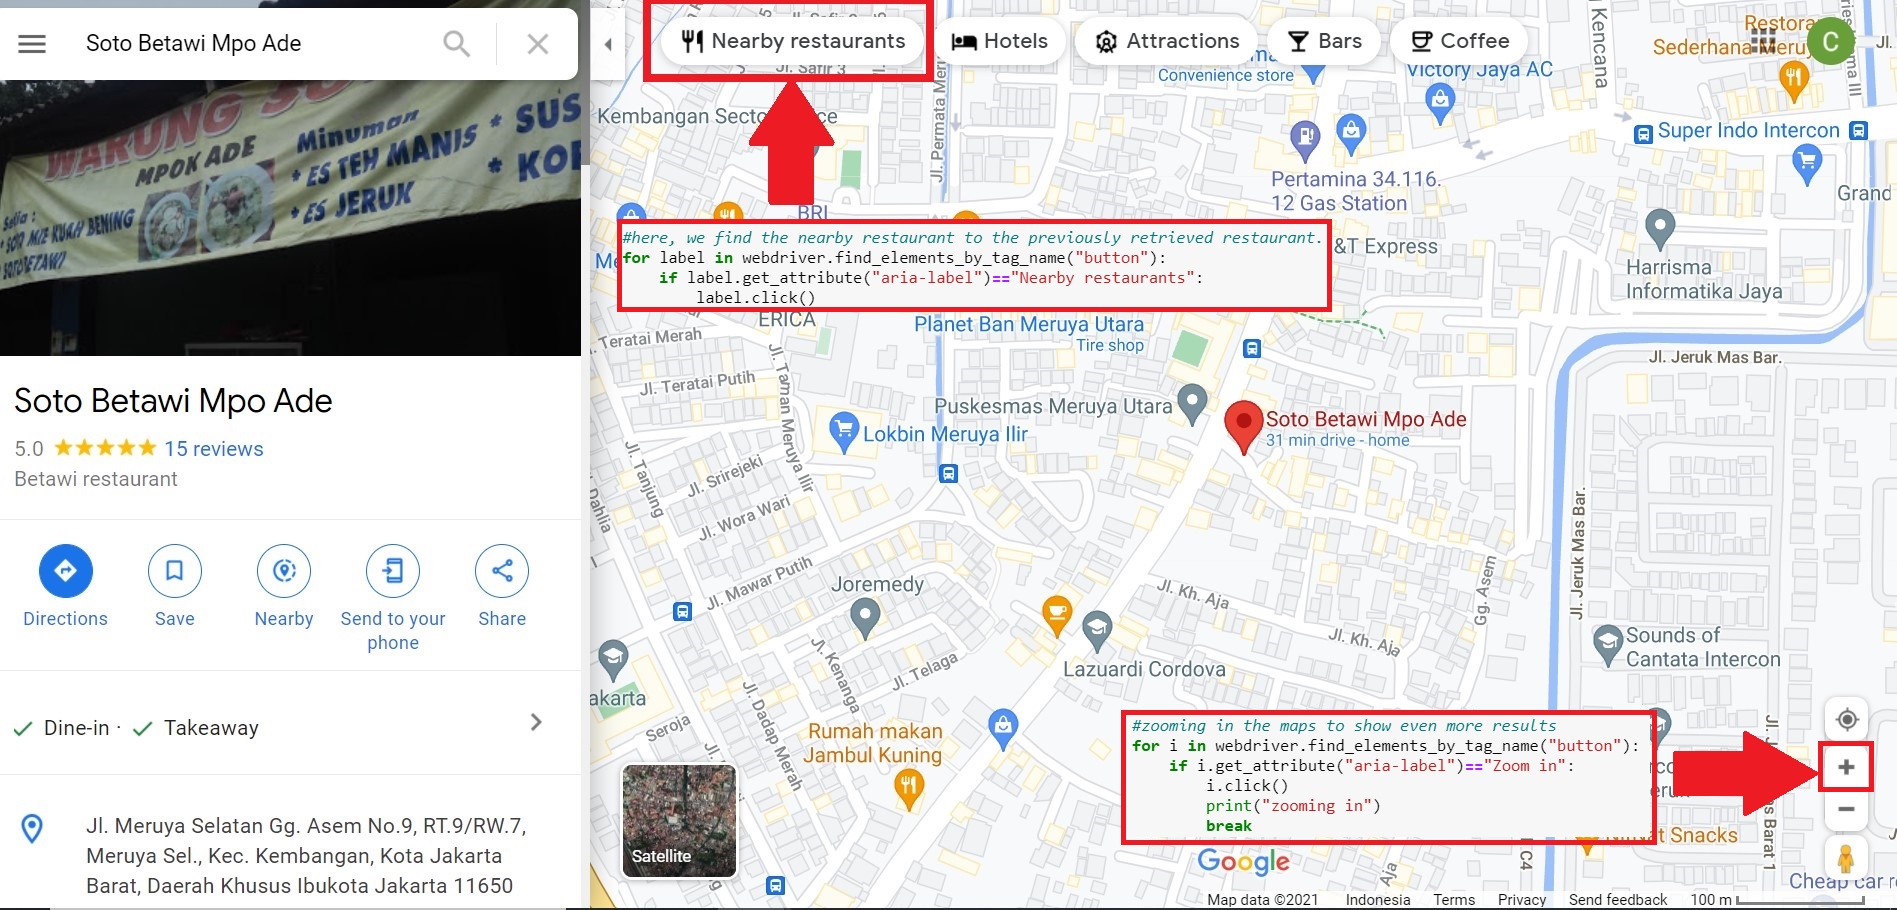 Soto Betawi Mpo Ade
WARUNG SO
MPOK ADE
Minuman
* ES TEH MANIS
* ES JERUK
* SUS
* KO
Sedia :
* SOTO MIE KUAH BENING
SOTO BETAWI
Soto Betawi Mpo Ade
5.0 15 reviews
Betawi restaurant
Directions
Save
Nearby
Send to your
phone
Share
Dine-in · Takeaway
Jl. Meruya Selatan Gg. Asem No.9, RT.9/RW.7,
Meruya Sel., Kec. Kembangan, Kota Jakarta
Barat, Daerah Khusus Ibukota Jakarta 11650
Nearby restaurants
Hotels
Attractions
Bars
Coffee
C
Jl. Safir 3
Convenience store
Victory Jaya AC
Restora
Sederhana Meru
Jl.
Kencana
Kembangan Secto
ce
Jl. Permata Mer
Super Indo Intercon
Pertamina 34.116.
12 Gas Station
Grand
BRI
#here, we find the nearby restaurant to the previously retrieved restaurant.
for label in webdriver.find_elements_by_tag_name("button"):
if label.get_attribute("aria-label")=="Nearby restaurants":
label.click()
&T Express
Harrisma
Informatika Jaya
ERICA
Planet Ban Meruya Utara
Tire shop
Jl. Teratai Merah
Jl. Jeruk Mas Bar.
Jl. Teratai Putih
Jl. Taman Meruya Ilir
Puskesmas Meruya Utara
Soto Betawi Mpo Ade
31 min drive - home
Lokbin Meruya Ilir
Jl. Tanjung
Jl. Srirejeki
Dahlia
Jl. Wora Wari
Jl. Jeruk Mas Bar.
Jl. Mawar Putih
Joremedy
Jl. Kh. Aja
Gg. Asem
Jl. Kh. Aja
Sounds of
Cantata Intercon
Jl. Kenanga
Jl. Telaga
Lazuardi Cordova
akarta
Jl. Dadap Merah
Seroja
Rumah makan
Jambul Kuning
#zooming in the maps to show even more results
for i in webdriver.find_elements_by_tag_name("button"):
if i.get_attribute("aria-label")=="Zoom in":
i.click()
print("zooming in")
break
Snacks
Satellite
Google
C4
Aja
Barat 1
Cheap car r
Map data ©2021 Indonesia Terms Privacy Send feedback 100 m